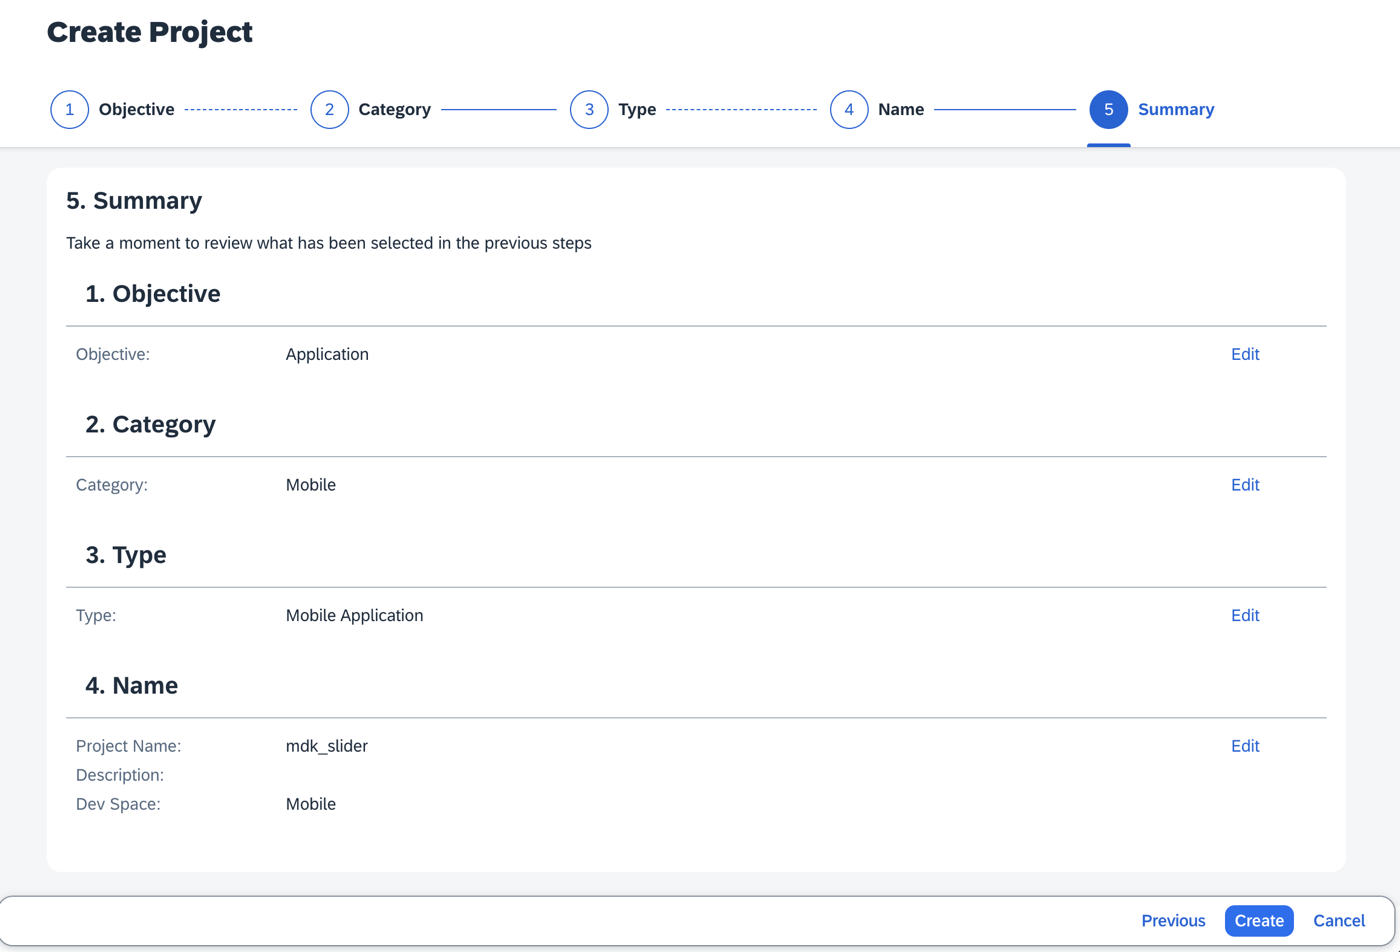 Create Project
1 Objective 2 Category 3 Type 4 Name 5 Summary
5. Summary
Take a moment to review what has been selected in the previous steps
1. Objective
Objective: Application Edit
2. Category
Category: Mobile Edit
3. Type
Type: Mobile Application Edit
4. Name
Project Name: mdk_slider Edit
Description:
Dev Space: Mobile
Previous Create Cancel